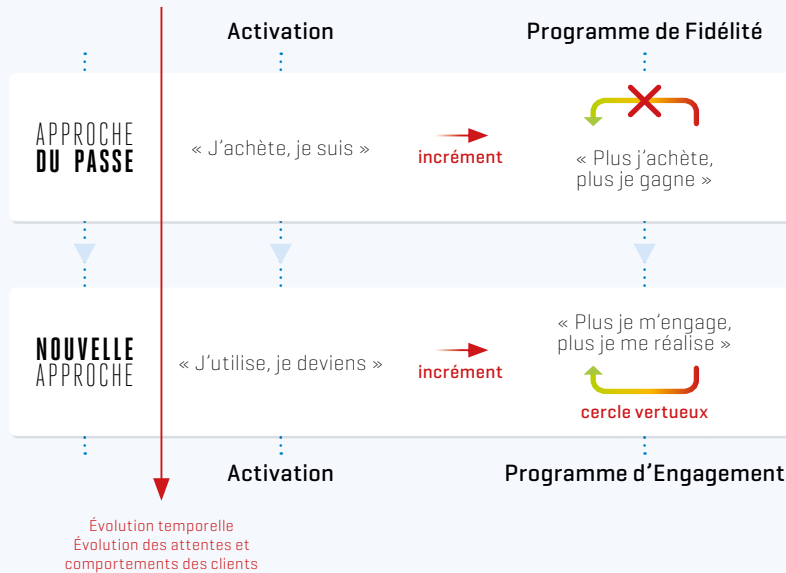 Activation
Programme de Fidélité
APPROCHE
DU PASSE
« J'achète, je suis »
incrément
« Plus j'achète,
plus je gagne »
NOUVELLE
APPROCHE
« J'utilise, je deviens »
incrément
« Plus je m'engage,
plus je me réalise »
cercle vertueux
Activation
Programme d'Engagement
Évolution temporelle
Évolution des attentes et
comportements des clients